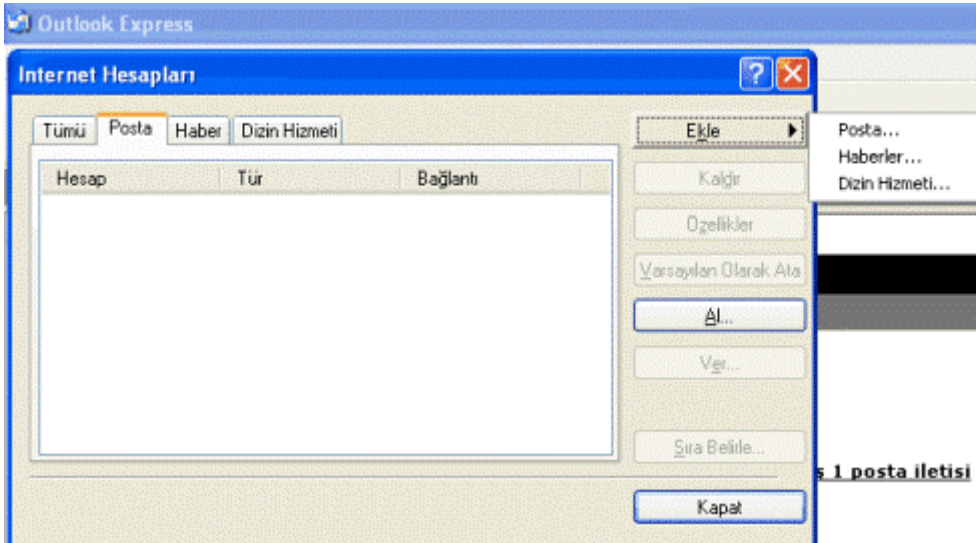 Outlook Express
Internet Hesapları
Tümü Posta Haber Dizin Hizmeti
Hesap Tür Bağlantı
Ekle
Kaldır
Özellikler
Varsayılan Olarak Ata
Al...
Ver...
Sıra Belirle...
Kapat
Posta...
Haberler...
Dizin Hizmeti...
ş 1 posta iletisi